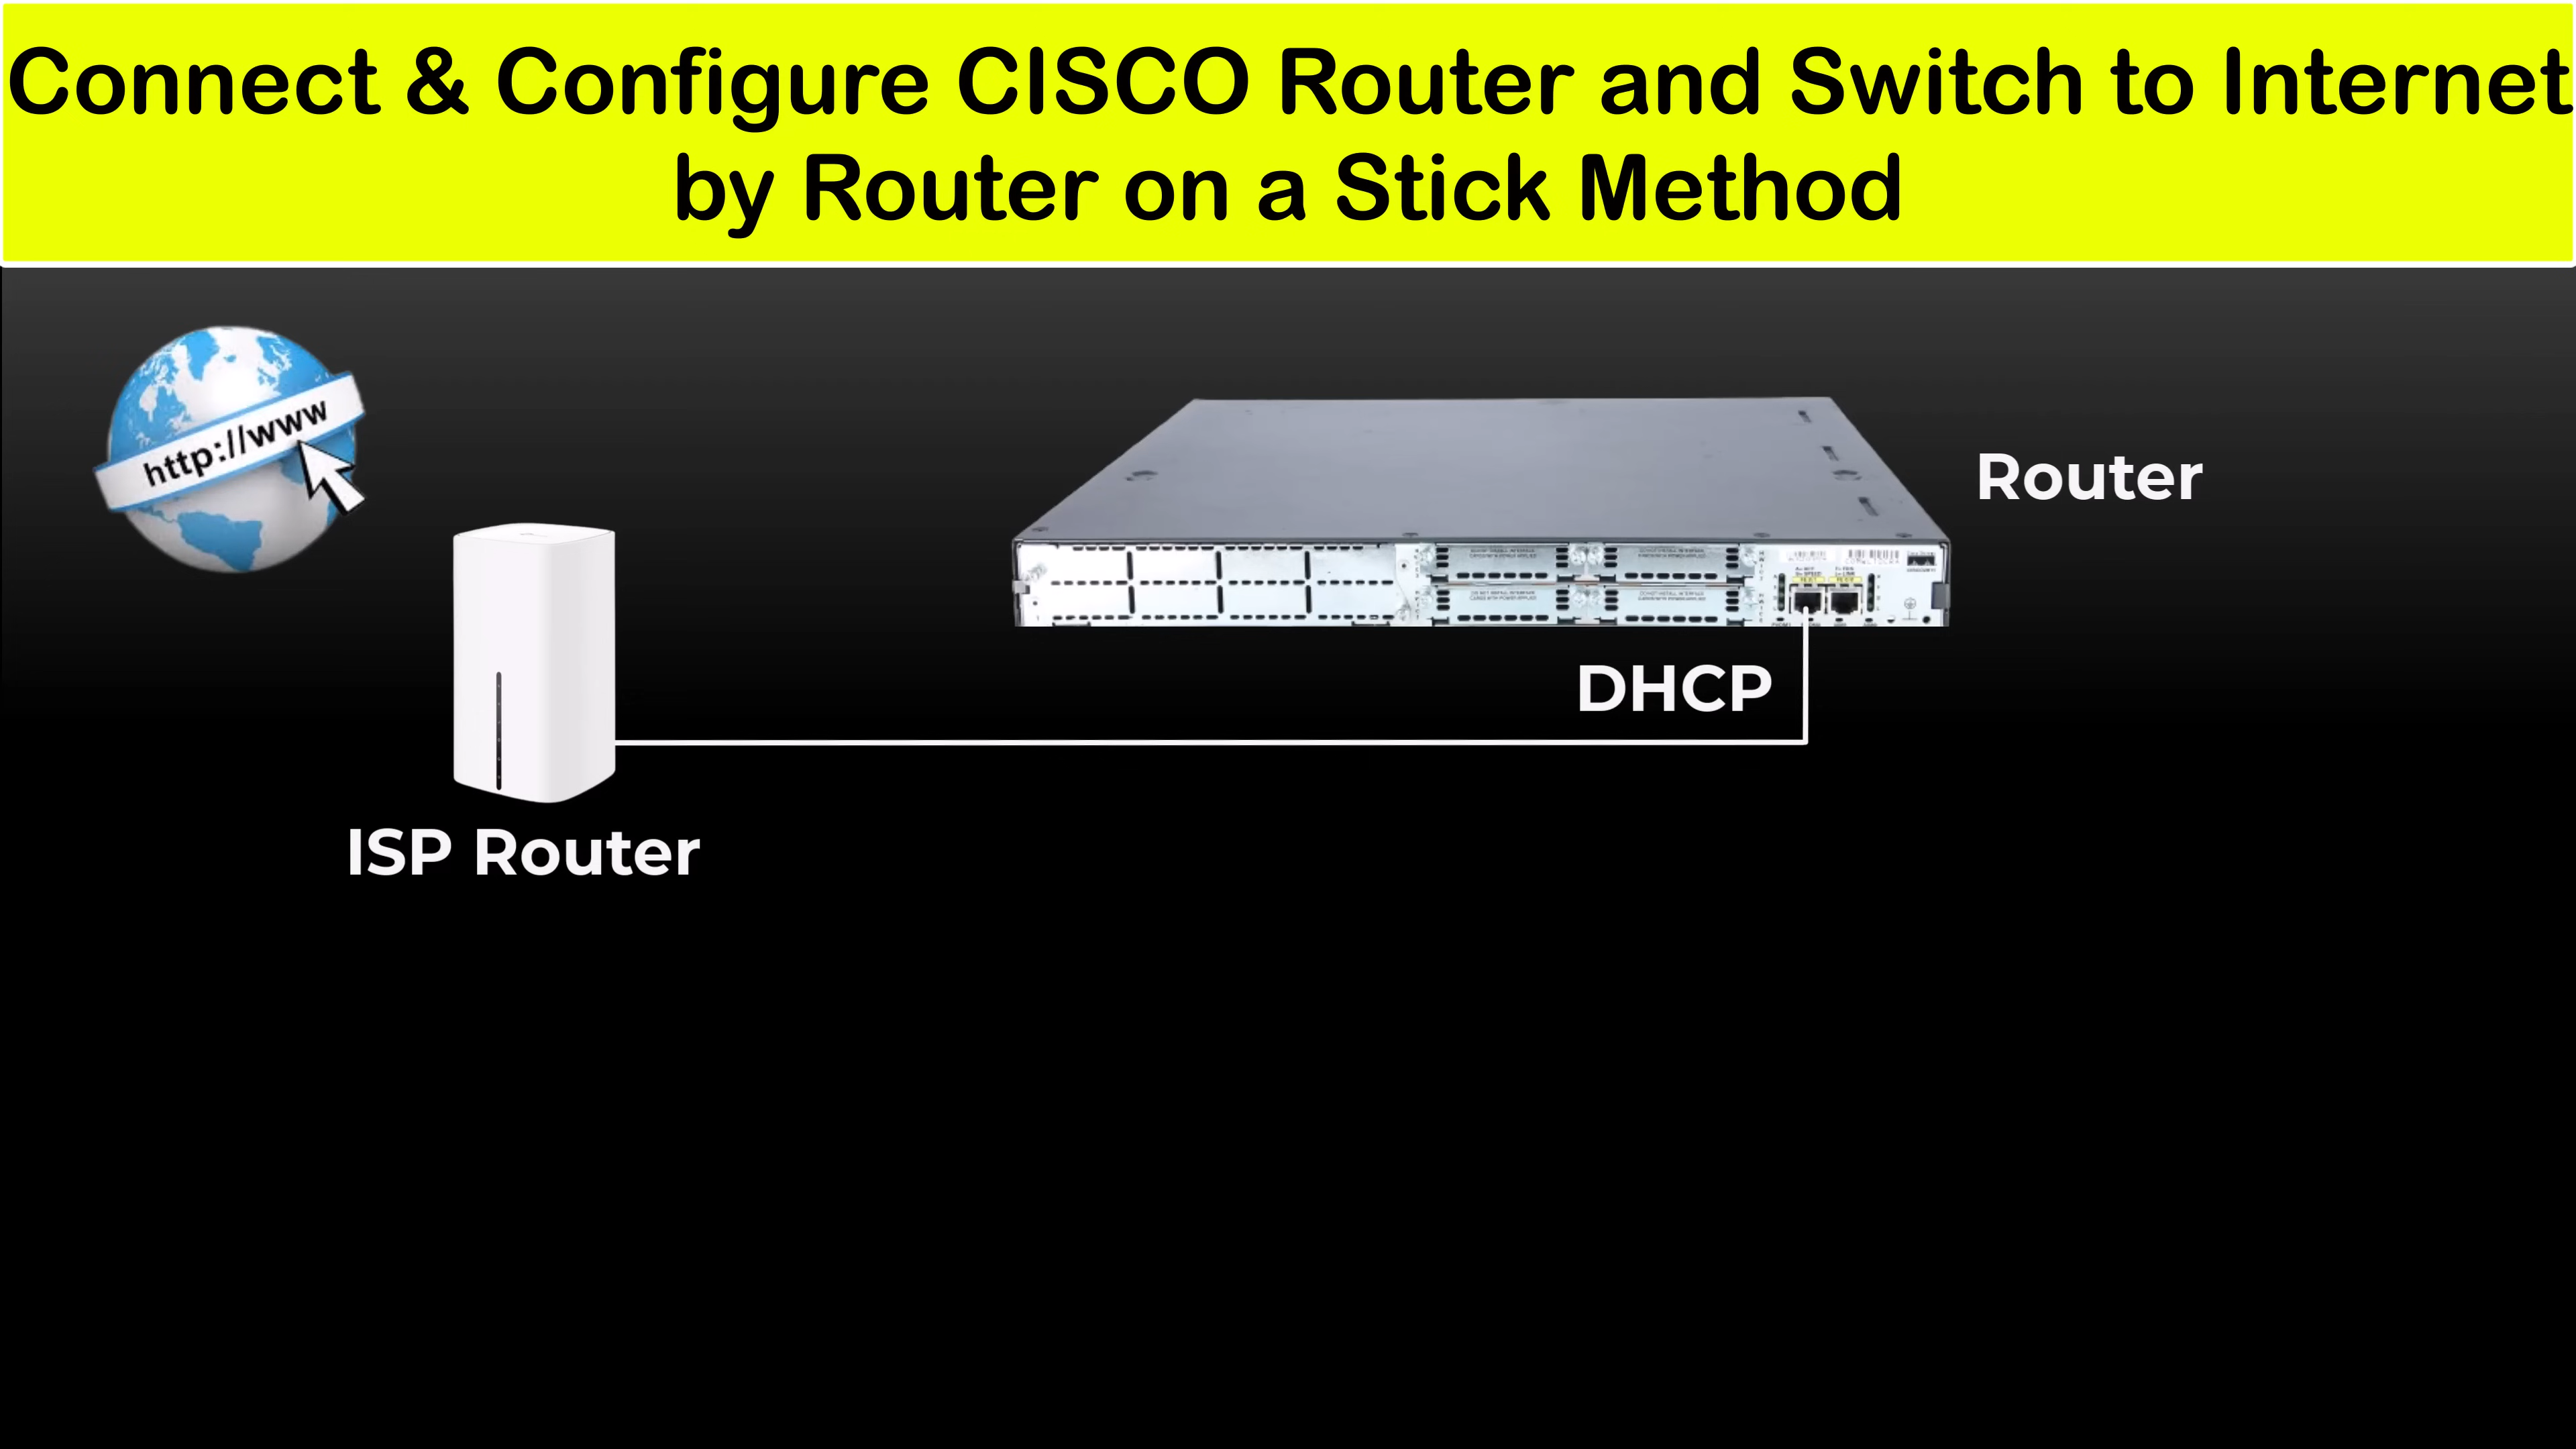 Connect & Configure CISCO Router and Switch to Internet
by Router on a Stick Method
http://www
Router
DHCP
ISP Router